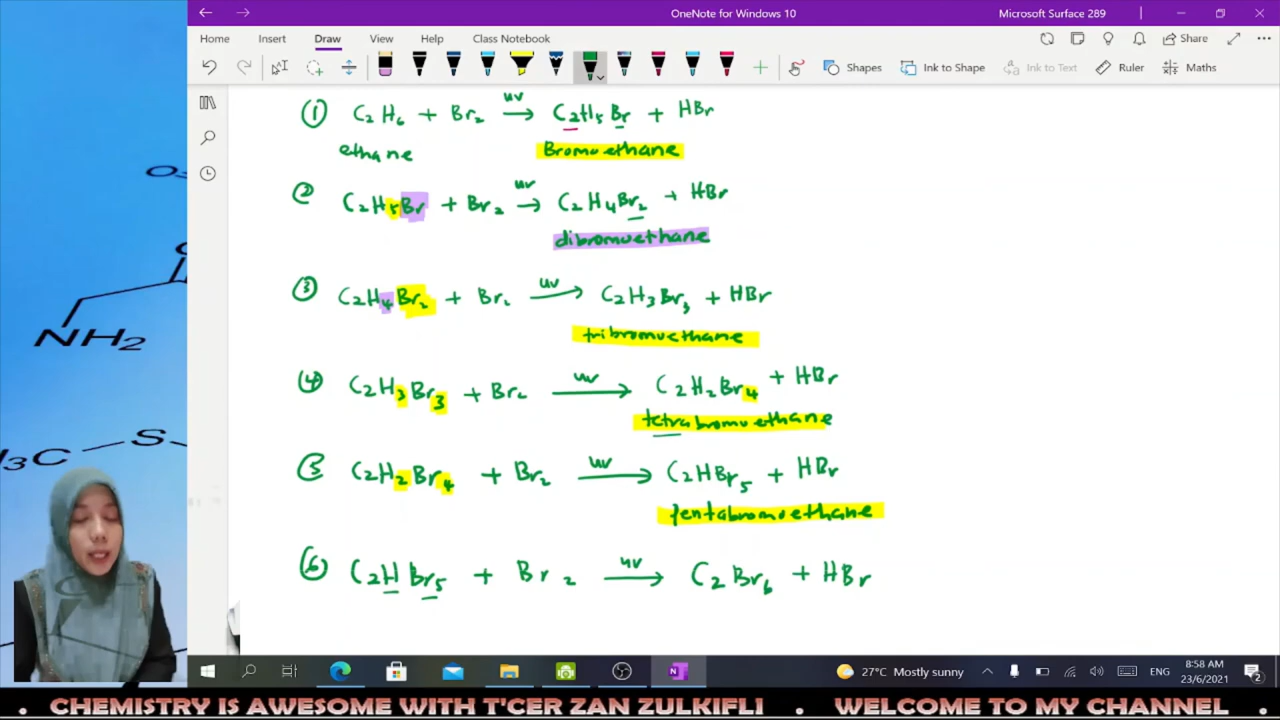 OneNote for Windows 10
Microsoft Surface 289
Home Insert Draw View Help Class Notebook
Share
Shapes
Ink to Shape
Ink to Text
Ruler
Maths
① C2H6 + Br2 uv→ C2H5Br + HBr
ethane Bromoethane
② C2H5Br + Br2 uv→ C2H4Br2 + HBr
dibromoethane
③ C2H4Br2 + Br2 uv→ C2H3Br3 + HBr
tribromoethane
④ C2H3Br3 + Br2 uv→ C2H2Br4 + HBr
tetrabromoethane
⑤ C2H2Br4 + Br2 uv→ C2HBr5 + HBr
pentabromoethane
⑥ C2HBr5 + Br2 uv→ C2Br6 + HBr
NH2
3C
S
27°C Mostly sunny
ENG
8:58 AM
23/6/2021
2
. CHEMISTRY IS AWESOME WITH T'CER ZAN ZULKIFLI . WELCOME TO MY CHANNEL .